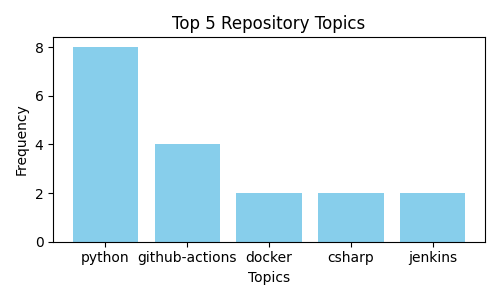 Top 5 Repository Topics
8
6
4
2
0
Frequency
python github-actions docker csharp jenkins
Topics